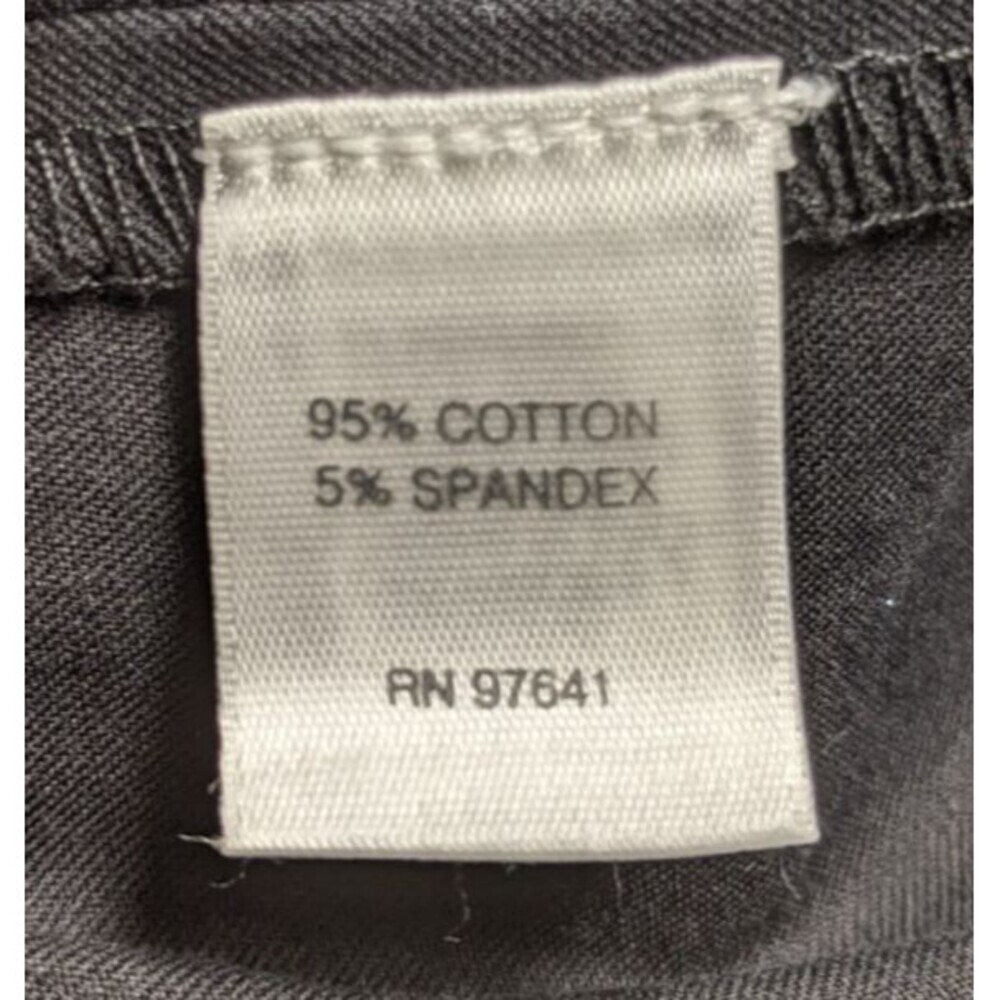 95% COTTON
5% SPANDEX
RN 97641